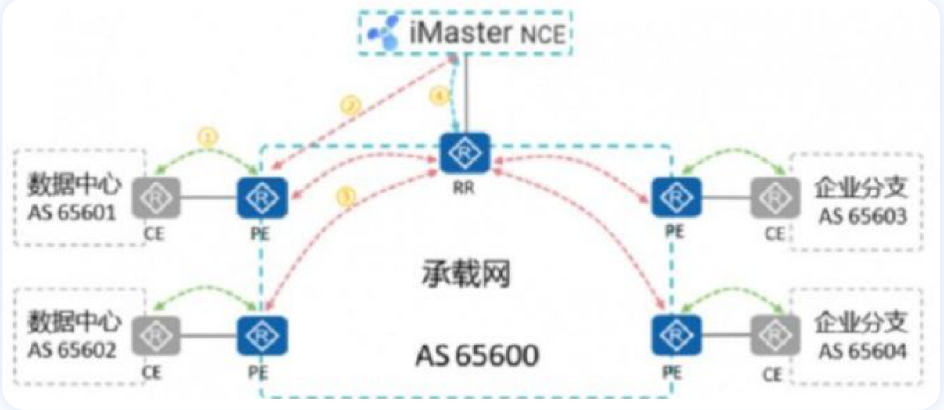 iMaster NCE
②
④
①
RR
③
数据中心
AS 65601
CE
PE
PE
CE
企业分支
AS 65603
承载网
AS 65600
数据中心
AS 65602
CE
PE
PE
CE
企业分支
AS 65604